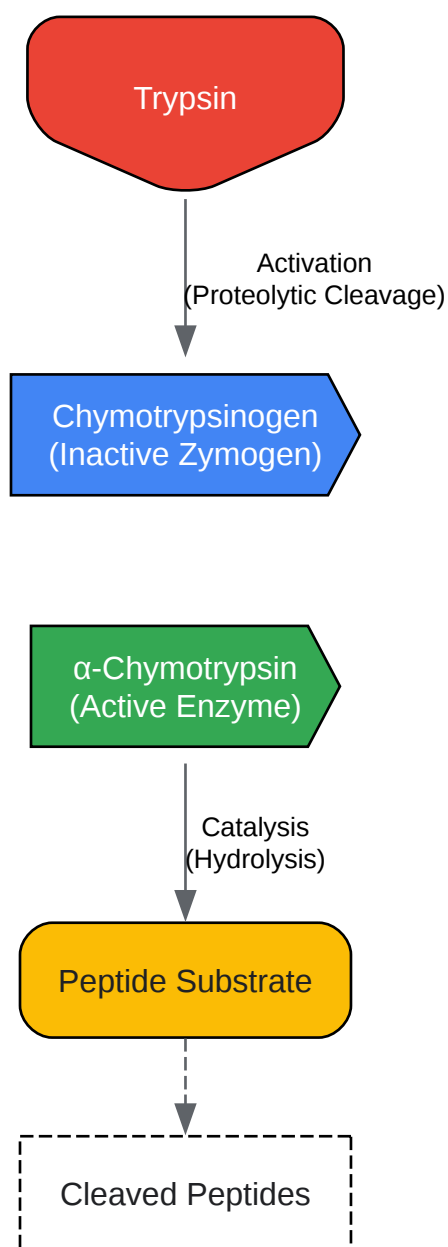 Trypsin
Activation
(Proteolytic Cleavage)
Chymotrypsinogen
(Inactive Zymogen)
α-Chymotrypsin
(Active Enzyme)
Catalysis
(Hydrolysis)
Peptide Substrate
Cleaved Peptides